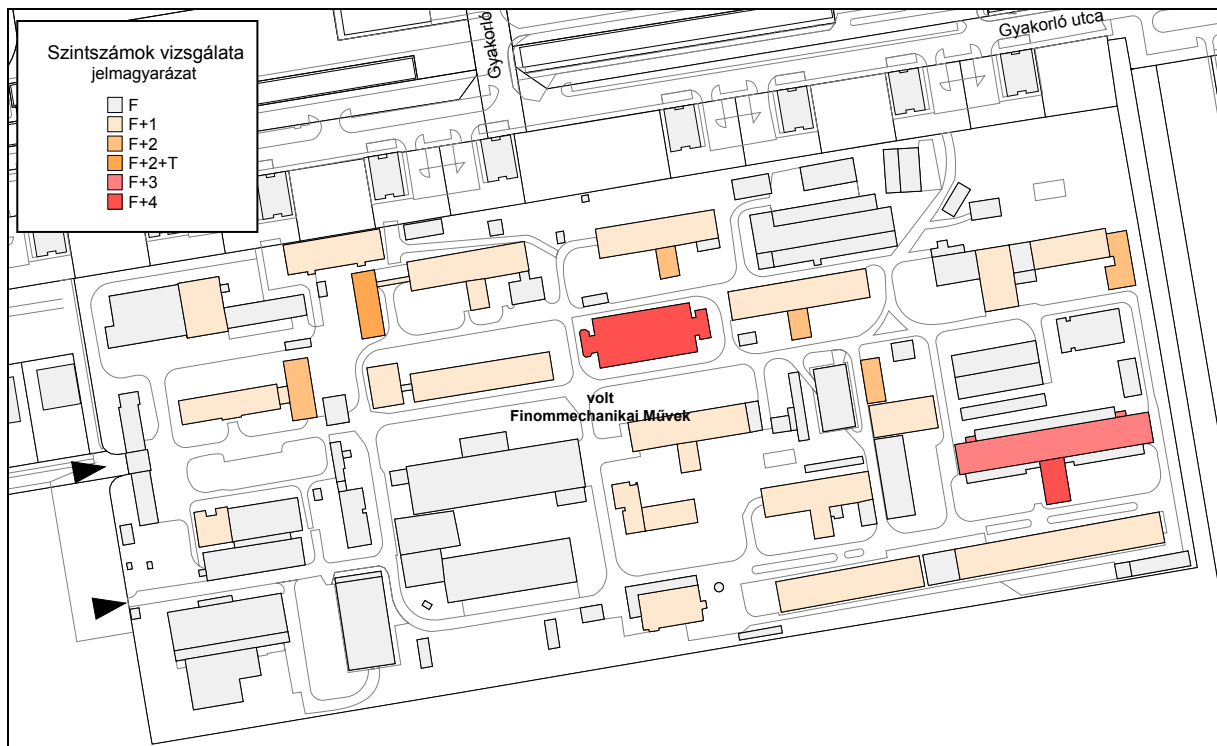 Szintszámok vizsgálata
jelmagyarázat
F
F+1
F+2
F+2+T
F+3
F+4
Gyakorló
Gyakorló utca
volt
Finommechanikai Művek